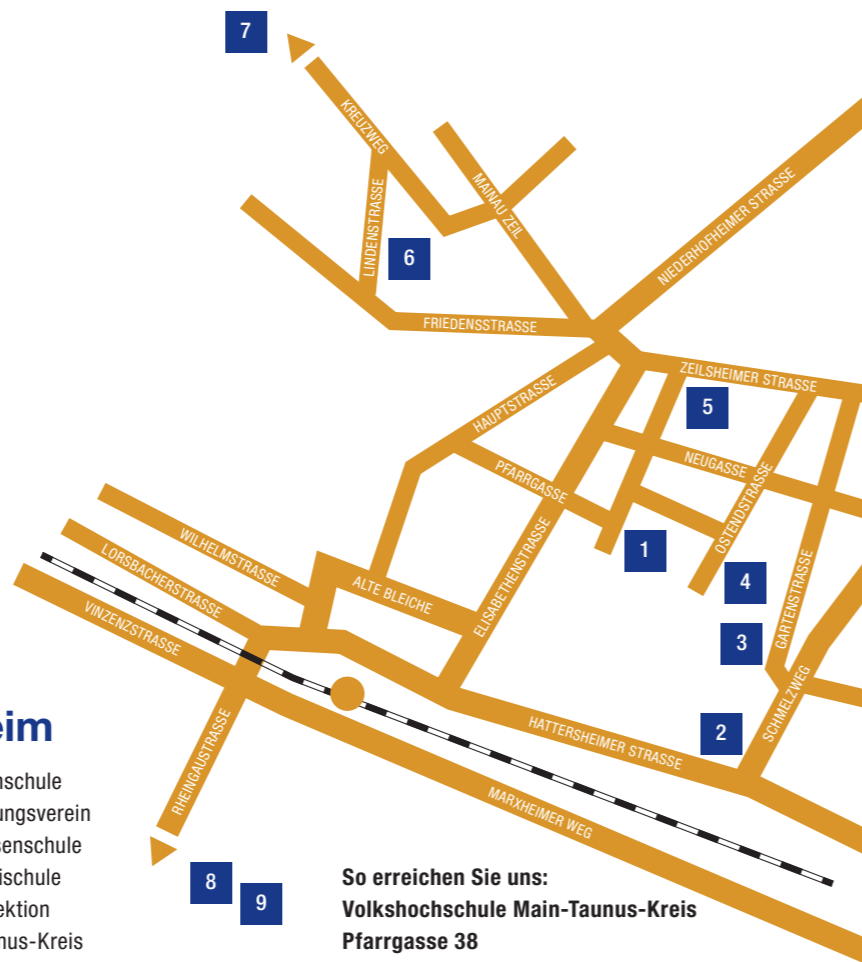 7
KREUZWEG
MAINAU ZEIL
LINDENSTRASSE
6
NIEDERHOFHEIMER STRASSE
FRIEDENSSTRASSE
ZEILSHEIMER STRASSE
HAUPTSTRASSE
5
PFARRGASSE
NEUGASSE
OSTENDSTRASSE
WILHELMSTRASSE
LORSBACHERSTRASSE
VINZENZSTRASSE
ALTE BLEICHE
ELISABETHENSTRASSE
1
4
3
GARTENSTRASSE
SCHMELZWEG
2
HATTERSHEIMER STRASSE
MARXHEIMER WEG
RHEINGAUSTRASSE
8
9
eim
nschule
ungsverein
senschule
ischule
ektion
nus-Kreis
So erreichen Sie uns:
Volkshochschule Main-Taunus-Kreis
Pfarrgasse 38